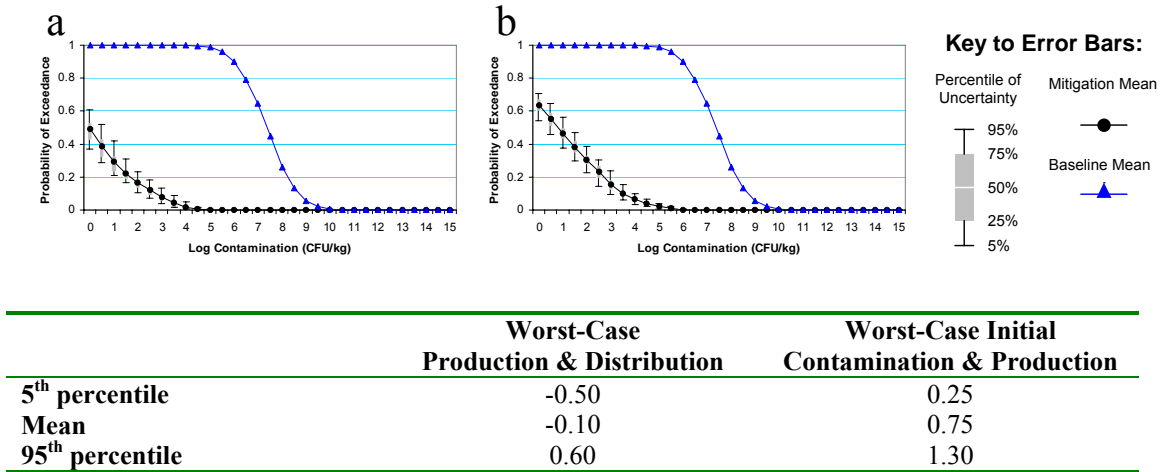 a
Probability of Exceedance
1
0.8
0.6
0.4
0.2
0
0 1 2 3 4 5 6 7 8 9 10 11 12 13 14 15
Log Contamination (CFU/kg)
b
Probability of Exceedance
1
0.8
0.6
0.4
0.2
0
0 1 2 3 4 5 6 7 8 9 10 11 12 13 14 15
Log Contamination (CFU/kg)
Key to Error Bars:
Percentile of
Uncertainty
95%
75%
50%
25%
5%
Mitigation Mean
Baseline Mean
Worst-Case
Production & Distribution
Worst-Case Initial
Contamination & Production
5th percentile -0.50 0.25
Mean -0.10 0.75
95th percentile 0.60 1.30